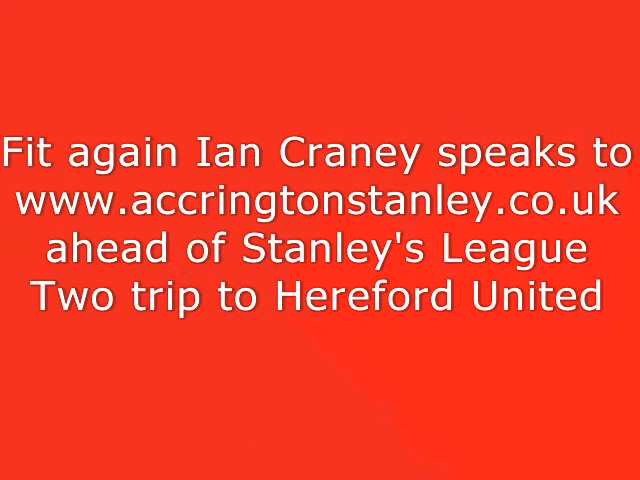 Fit again Ian Craney speaks to
www.accringtonstanley.co.uk
ahead of Stanley's League
Two trip to Hereford United